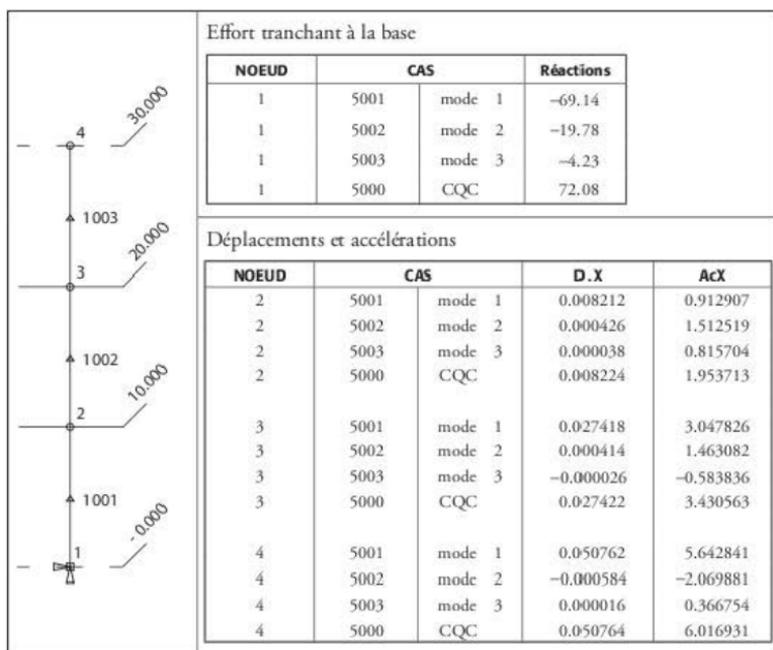 30.000
4
1003
20.000
3
1002
10.000
2
1001
- 0.000
1
Effort tranchant à la base
NOEUD CAS Réactions
1 5001 mode 1 −69.14
1 5002 mode 2 −19.78
1 5003 mode 3 −4.23
1 5000 CQC 72.08
Déplacements et accélérations
NOEUD CAS D.X AcX
2 5001 mode 1 0.008212 0.912907
2 5002 mode 2 0.000426 1.512519
2 5003 mode 3 0.000038 0.815704
2 5000 CQC 0.008224 1.953713
3 5001 mode 1 0.027418 3.047826
3 5002 mode 2 0.000414 1.463082
3 5003 mode 3 −0.000026 −0.583836
3 5000 CQC 0.027422 3.430563
4 5001 mode 1 0.050762 5.642841
4 5002 mode 2 −0.000584 −2.069881
4 5003 mode 3 0.000016 0.366754
4 5000 CQC 0.050764 6.016931